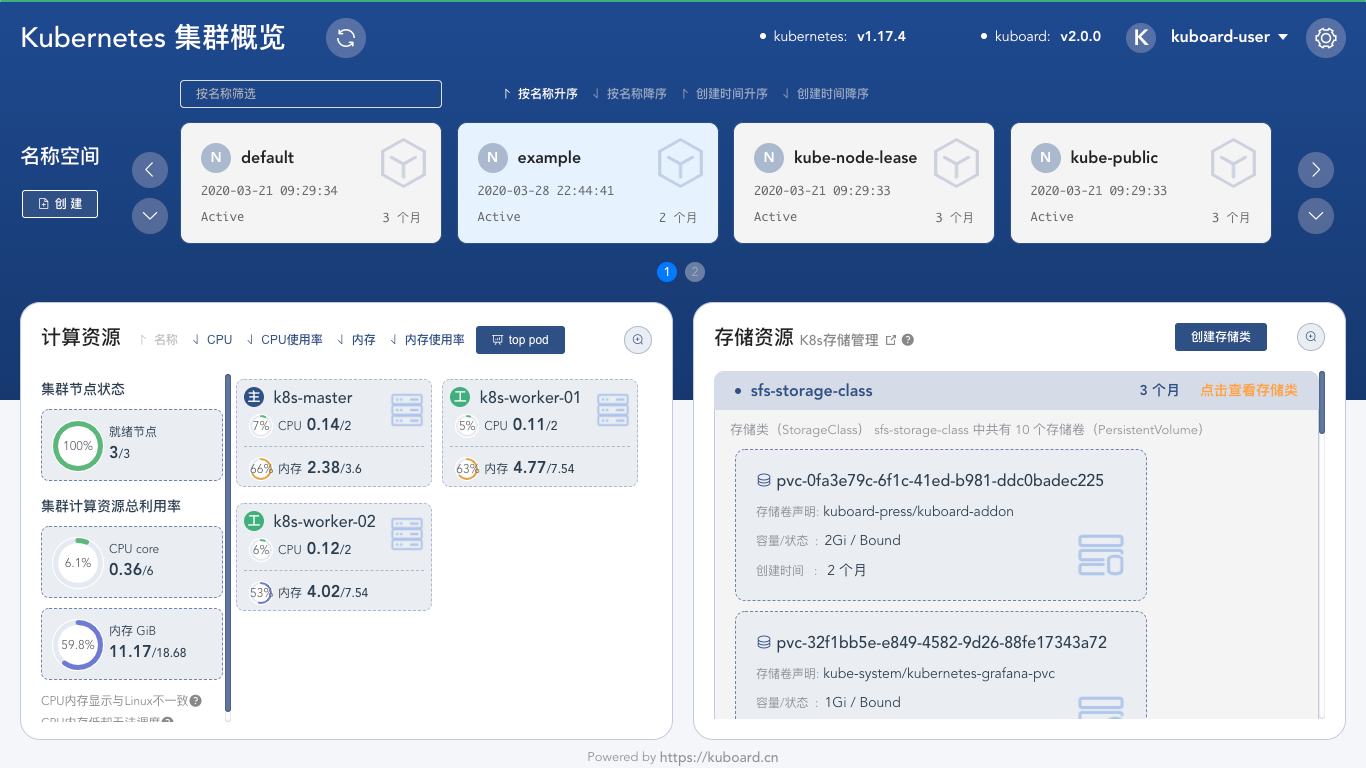 Kubernetes 集群概览
kubernetes: v1.17.4
kuboard: v2.0.0
K kuboard-user
按名称筛选
按名称升序 按名称降序 创建时间升序 创建时间降序
名称空间
创 建
N default
2020-03-21 09:29:34
Active 3 个月
N example
2020-03-28 22:44:41
Active 2 个月
N kube-node-lease
2020-03-21 09:29:33
Active 3 个月
N kube-public
2020-03-21 09:29:33
Active 3 个月
1 2
计算资源 名称 CPU CPU使用率 内存 内存使用率 top pod
集群节点状态
100% 就绪节点
3/3
集群计算资源总利用率
6.1% CPU core
0.36/6
59.8% 内存 GiB
11.17/18.68
CPU内存显示与Linux不一致?
CPU内存低却无法调度?
主 k8s-master
7% CPU 0.14/2
66% 内存 2.38/3.6
工 k8s-worker-01
5% CPU 0.11/2
63% 内存 4.77/7.54
工 k8s-worker-02
6% CPU 0.12/2
53% 内存 4.02/7.54
存储资源 K8s存储管理 ?
创建存储类
sfs-storage-class 3 个月 点击查看存储类
存储类（StorageClass） sfs-storage-class 中共有 10 个存储卷（PersistentVolume）
pvc-0fa3e79c-6f1c-41ed-b981-ddc0badec225
存储卷声明: kuboard-press/kuboard-addon
容量/状态 : 2Gi / Bound
创建时间 : 2 个月
pvc-32f1bb5e-e849-4582-9d26-88fe17343a72
存储卷声明: kube-system/kubernetes-grafana-pvc
容量/状态 : 1Gi / Bound
Powered by https://kuboard.cn